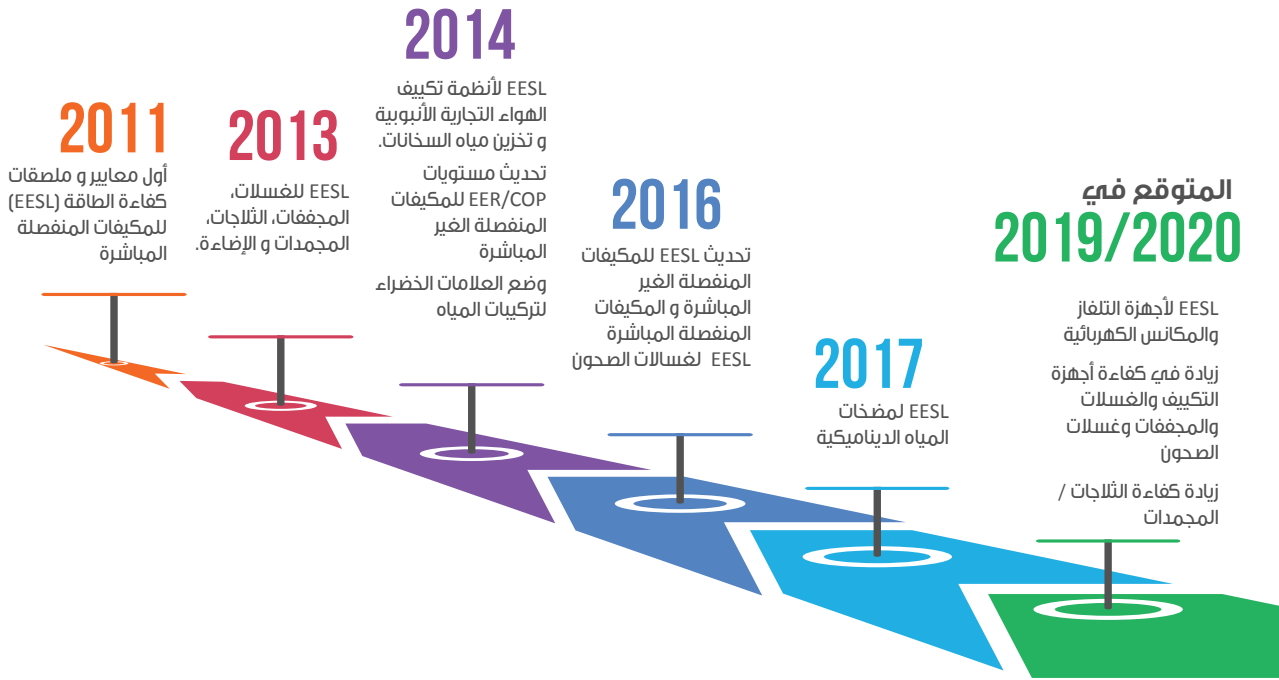 2011
أول معايير و ملصقات
كفاءة الطاقة (EESL)
للمكيفات المنفصلة
المباشرة
2013
EESL للغسلات،
المجففات، الثلاجات،
المجمدات و الإضاءة.
2014
EESL لأنظمة تكييف
الهواء التجارية الأنبوبية
و تخزين مياه السخانات.
تحديث مستويات
EER/COP للمكيفات
المنفصلة الغير
المباشرة
وضع العلامات الخضراء
لتركيبات المياه
2016
تحديث EESL للمكيفات
المنفصلة الغير
المباشرة و المكيفات
المنفصلة المباشرة
EESL لغسالات الصحون
2017
EESL لمضخات
المياه الديناميكية
المتوقع في
2019/2020
EESL لأجهزة التلفاز
والمكانس الكهربائية
زيادة في كفاءة أجهزة
التكييف والغسلات
والمجففات وغسلات
الصحون
زيادة كفاءة الثلاجات /
المجمدات